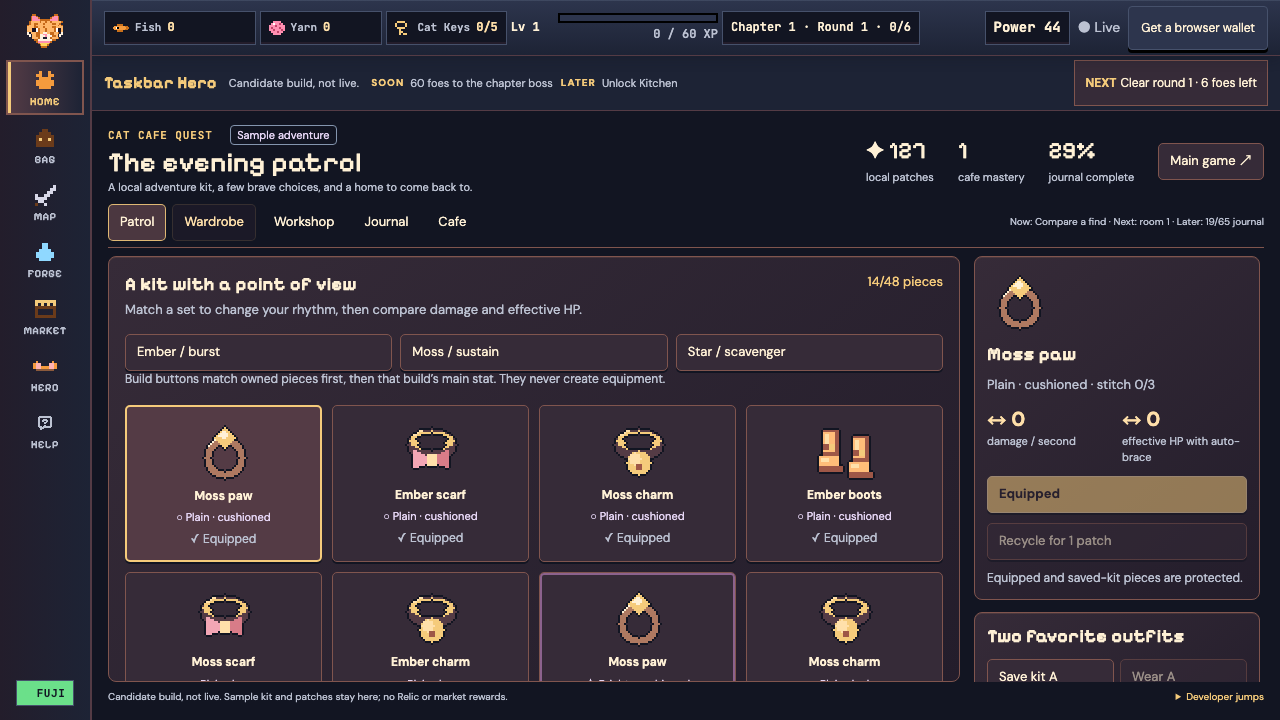 Fish 0
Yarn 0
Cat Keys 0/5
Lv 1
0 / 60 XP
Chapter 1 · Round 1 · 0/6
Power 44
Live
Get a browser wallet
HOME
BAG
MAP
FORGE
MARKET
HERO
HELP
FUJI
Taskbar Hero
Candidate build, not live.
SOON 60 foes to the chapter boss
LATER Unlock Kitchen
NEXT Clear round 1 · 6 foes left
CAT CAFE QUEST
Sample adventure
The evening patrol
A local adventure kit, a few brave choices, and a home to come back to.
✦ 127
local patches
1
cafe mastery
29%
journal complete
Main game ↗
Patrol
Wardrobe
Workshop
Journal
Cafe
Now: Compare a find · Next: room 1 · Later: 19/65 journal
A kit with a point of view
14/48 pieces
Match a set to change your rhythm, then compare damage and effective HP.
Ember / burst
Moss / sustain
Star / scavenger
Build buttons match owned pieces first, then that build's main stat. They never create equipment.
Moss paw
○ Plain · cushioned
✓ Equipped
Ember scarf
○ Plain · cushioned
✓ Equipped
Moss charm
○ Plain · cushioned
✓ Equipped
Ember boots
○ Plain · cushioned
✓ Equipped
Moss scarf
Ember charm
Moss paw
Moss charm
Moss paw
Plain · cushioned · stitch 0/3
↔ 0
damage / second
↔ 0
effective HP with auto-
brace
Equipped
Recycle for 1 patch
Equipped and saved-kit pieces are protected.
Two favorite outfits
Save kit A
Wear A
Candidate build, not live. Sample kit and patches stay here; no Relic or market rewards.
▶ Developer jumps